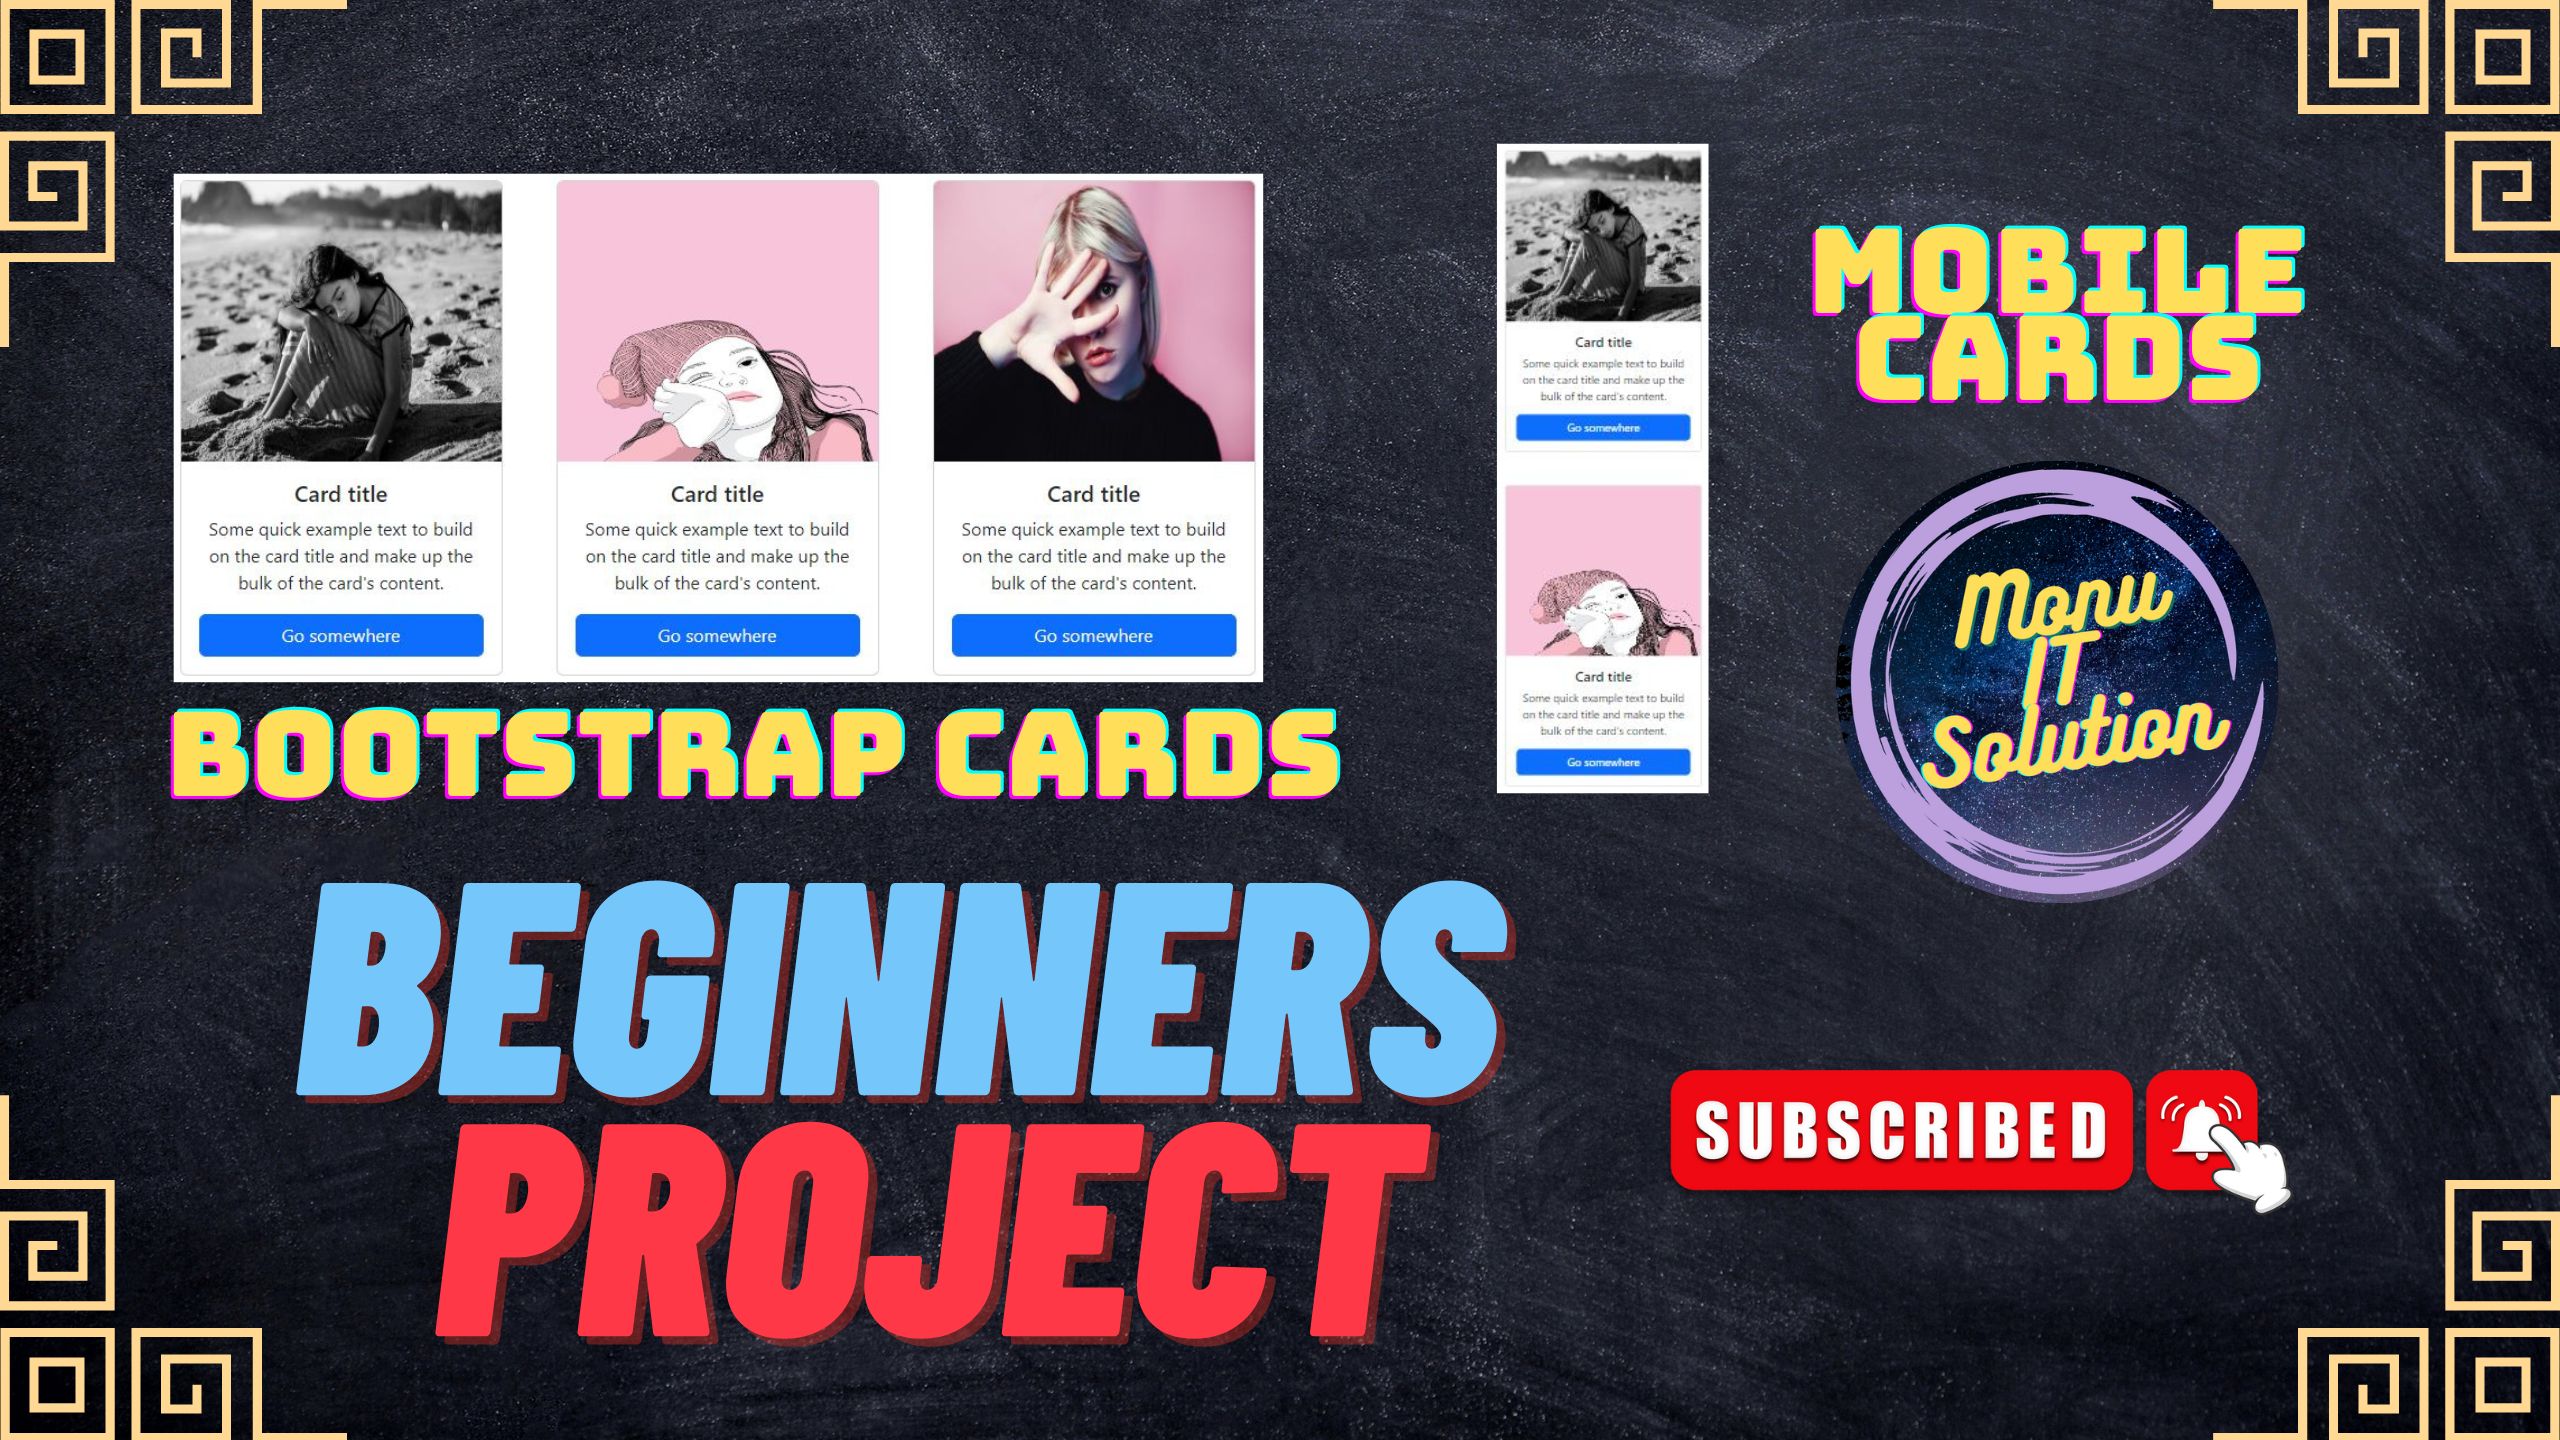 Card title
Some quick example text to build
on the card title and make up the
bulk of the card's content.
Go somewhere
Card title
Some quick example text to build
on the card title and make up the
bulk of the card's content.
Go somewhere
Card title
Some quick example text to build
on the card title and make up the
bulk of the card's content.
Go somewhere
BOOTSTRAP CARDS
Card title
Some quick example text to build
on the card title and make up the
bulk of the card's content.
Go somewhere
Card title
Some quick example text to build
on the card title and make up the
bulk of the card's content.
Go somewhere
MOBILE
CARDS
Monu
IT
Solution
BEGINNERS
PROJECT
SUBSCRIBED